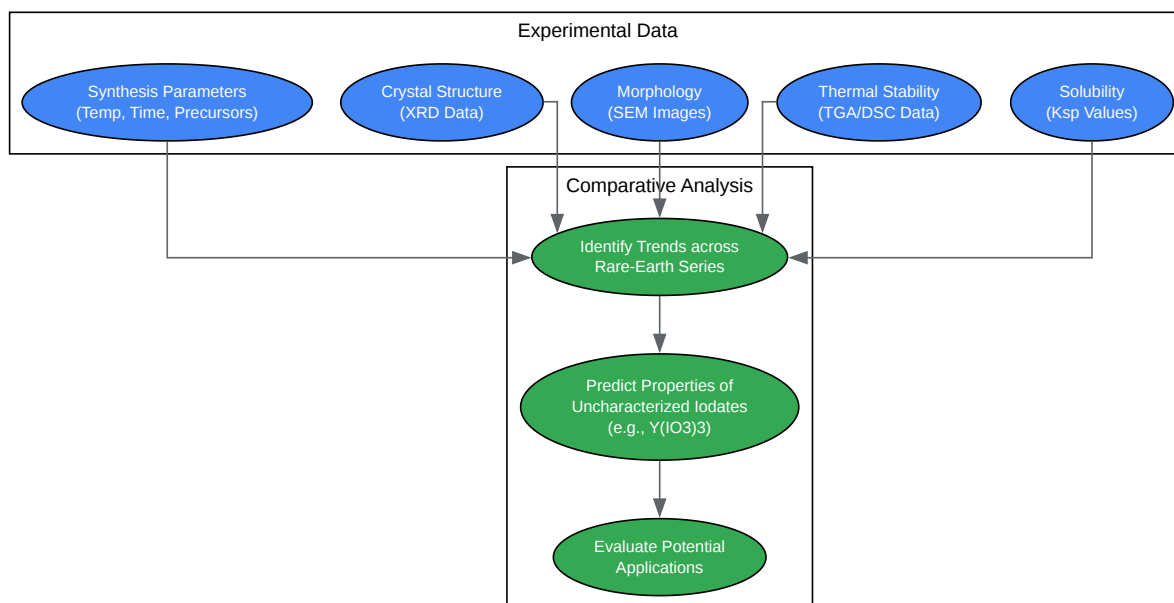 Experimental Data
Synthesis Parameters
(Temp, Time, Precursors)
Crystal Structure
(XRD Data)
Morphology
(SEM Images)
Thermal Stability
(TGA/DSC Data)
Solubility
(Ksp Values)
Comparative Analysis
Identify Trends across
Rare-Earth Series
Predict Properties of
Uncharacterized Iodates
(e.g., Y(IO3)3)
Evaluate Potential
Applications